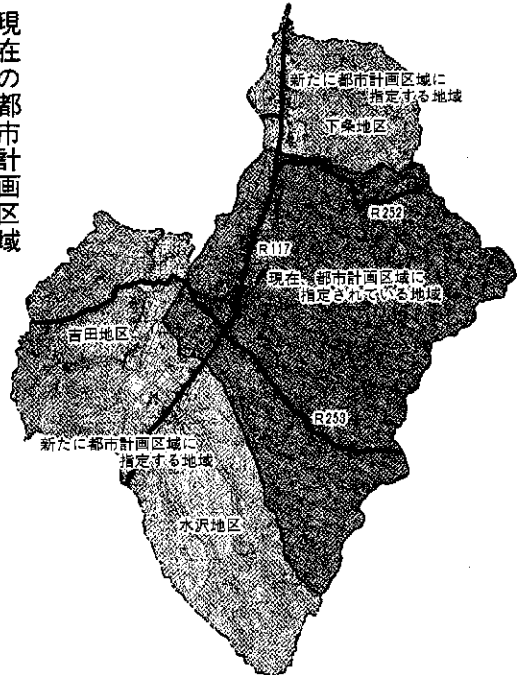 現在の都市計画区域
新たに都市計画区域に
指定する地域
下条地区
R252
R117
現在、都市計画区域に
指定されている地域
吉田地区
R253
新たに都市計画区域に
指定する地域
水沢地区